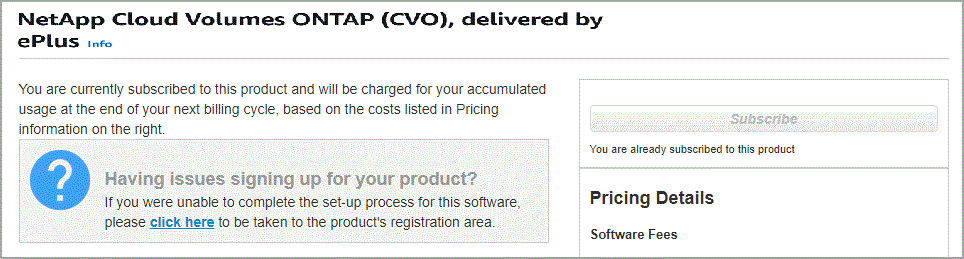 NetApp Cloud Volumes ONTAP (CVO), delivered by
ePlus Info
You are currently subscribed to this product and will be charged for your accumulated
usage at the end of your next billing cycle, based on the costs listed in Pricing
information on the right.
Having issues signing up for your product?
If you were unable to complete the set-up process for this software,
please click here to be taken to the product's registration area.
Subscribe
You are already subscribed to this product
Pricing Details
Software Fees